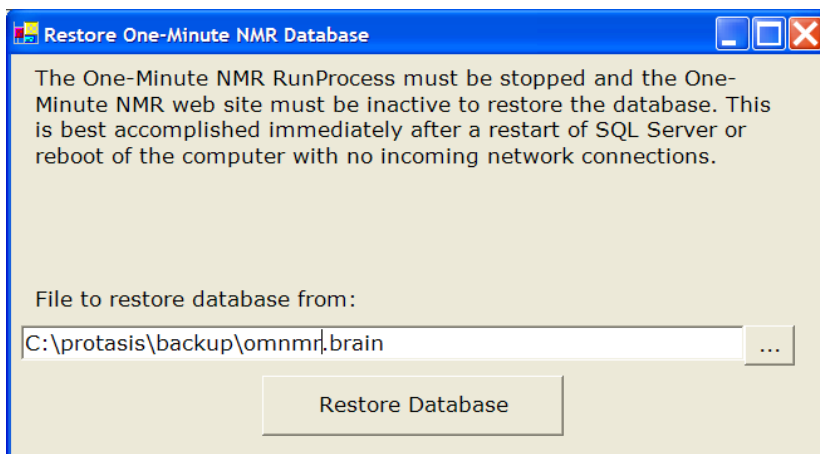 Restore One-Minute NMR Database
The One-Minute NMR RunProcess must be stopped and the One-
Minute NMR web site must be inactive to restore the database. This
is best accomplished immediately after a restart of SQL Server or
reboot of the computer with no incoming network connections.
File to restore database from:
C:\protasis\backup\omnmr.brain
...
Restore Database